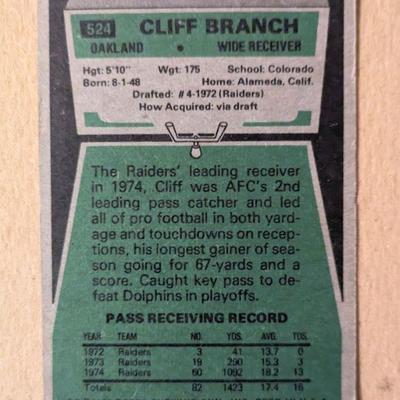 524 CLIFF BRANCH
OAKLAND • WIDE RECEIVER
Hgt: 5'10" Wgt: 175 School: Colorado
Born: 8-1-48 Home: Alameda, Calif.
Drafted: #4-1972 (Raiders)
How Acquired: via draft
The Raiders' leading receiver
in 1974, Cliff was AFC's 2nd
leading pass catcher and led
all of pro football in both yard-
age and touchdowns on recep-
tions, his longest gainer of sea-
son going for 67-yards and a
score. Caught key pass to de-
feat Dolphins in playoffs.
PASS RECEIVING RECORD
YEAR TEAM NO. YDS. AVG. TDS
1972 Raiders 3 41 13.7 0
1973 Raiders 19 290 15.3 3
1974 Raiders 60 1092 18.2 13
Totals 82 1423 17.4 16